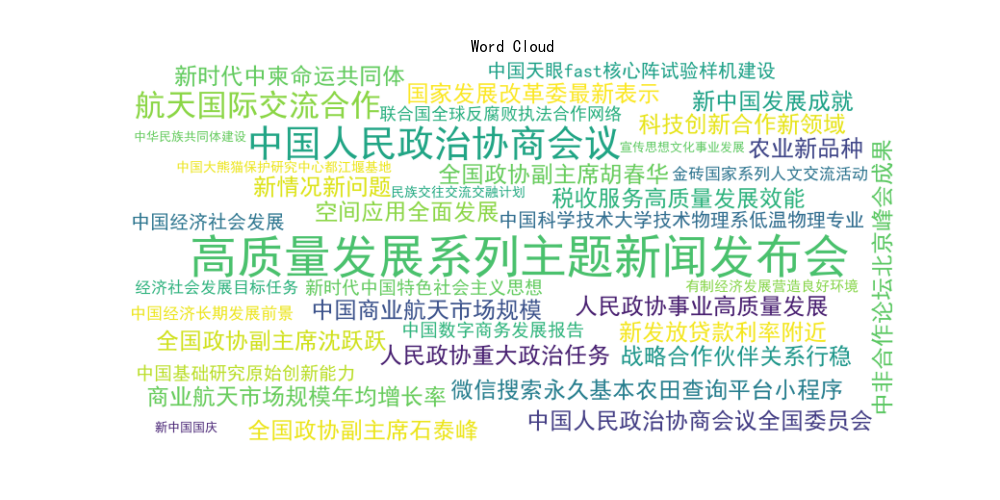 Word Cloud
新时代中柬命运共同体
中国天眼fast核心阵试验样机建设
国家发展改革委最新表示
航天国际交流合作
新中国发展成就
联合国全球反腐败执法合作网络
科技创新合作新领域
中华民族共同体建设
中国人民政治协商会议
宣传思想文化事业发展
农业新品种
中国大熊猫保护研究中心都江堰基地
全国政协副主席胡春华
金砖国家系列人文交流活动
新情况新问题
民族交往交流交融计划
税收服务高质量发展效能
空间应用全面发展
中国经济社会发展
中国科学技术大学技术物理系低温物理专业
高质量发展系列主题新闻发布会
中非合作论坛北京峰会成果
经济社会发展目标任务
新时代中国特色社会主义思想
有制经济发展营造良好环境
中国经济长期发展前景
中国商业航天市场规模
人民政协事业高质量发展
全国政协副主席沈跃跃
中国数字商务发展报告
新发放贷款利率附近
人民政协重大政治任务
战略合作伙伴关系行稳
中国基础研究原始创新能力
商业航天市场规模年均增长率
微信搜索永久基本农田查询平台小程序
新中国国庆
全国政协副主席石泰峰
中国人民政治协商会议全国委员会